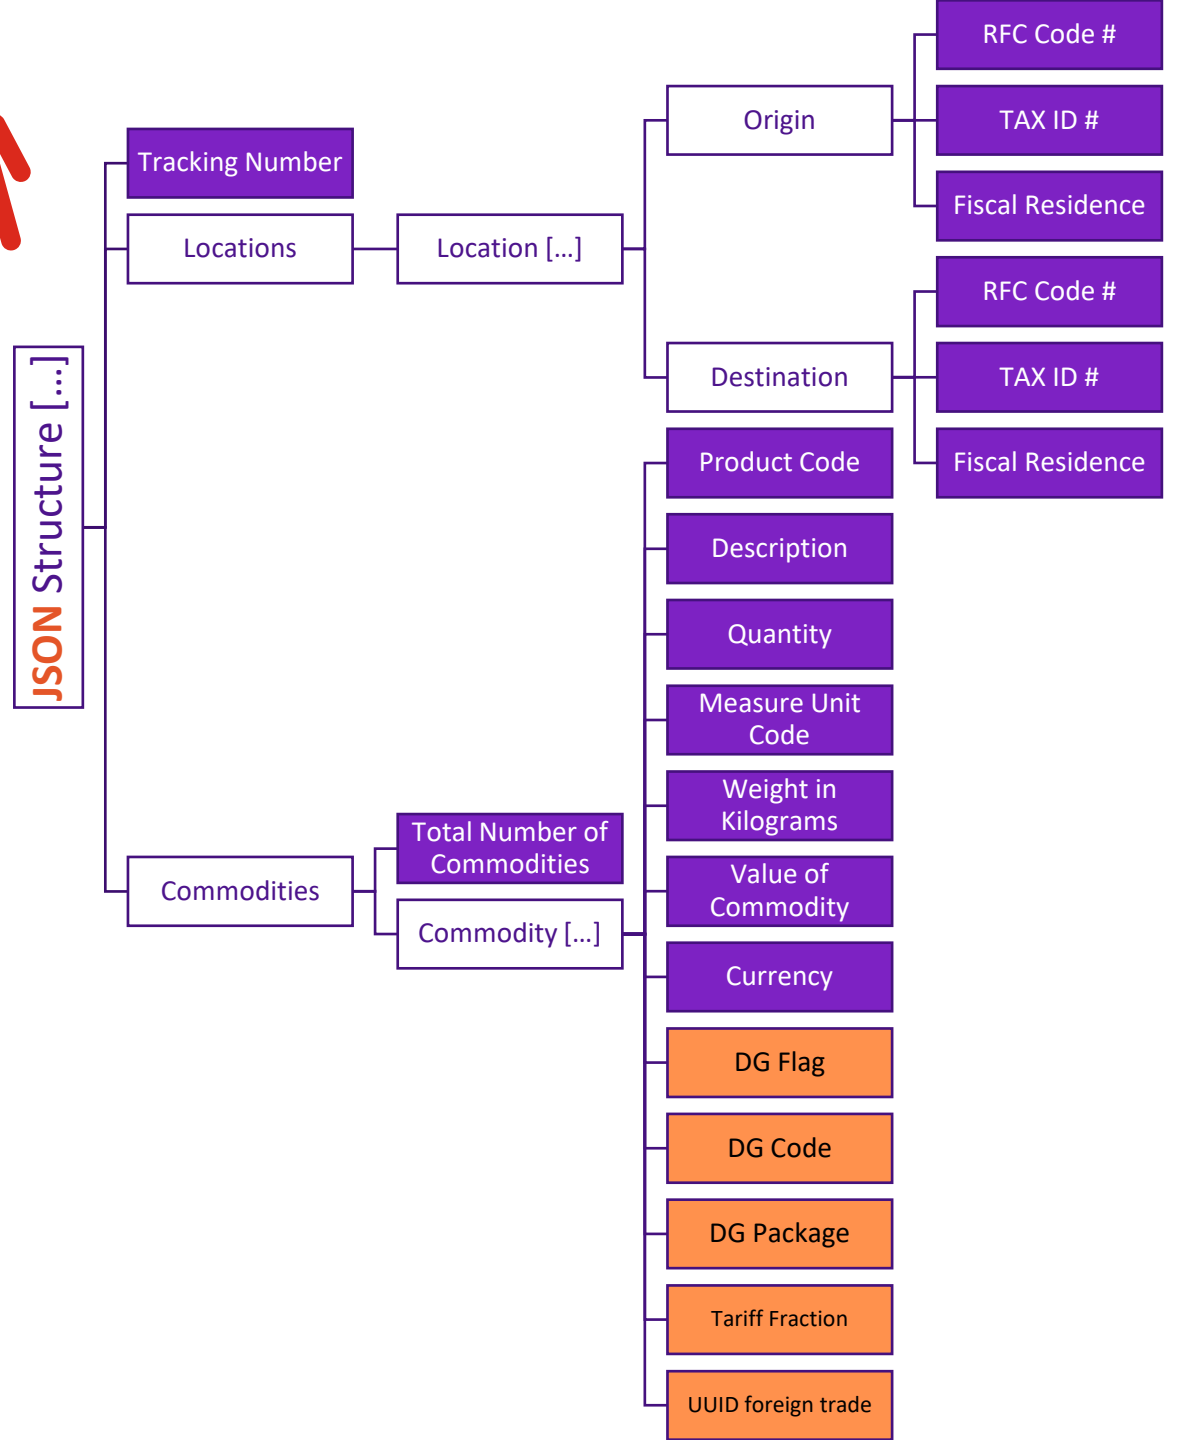 RFC Code #
Origin
TAX ID #
Tracking Number
Fiscal Residence
Locations
Location [...]
RFC Code #
Destination
TAX ID #
JSON Structure [...]
Product Code
Fiscal Residence
Description
Quantity
Measure Unit
Code
Weight in
Kilograms
Total Number of
Commodities
Commodities
Value of
Commodity
Commodity [...]
Currency
DG Flag
DG Code
DG Package
Tariff Fraction
UUID foreign trade